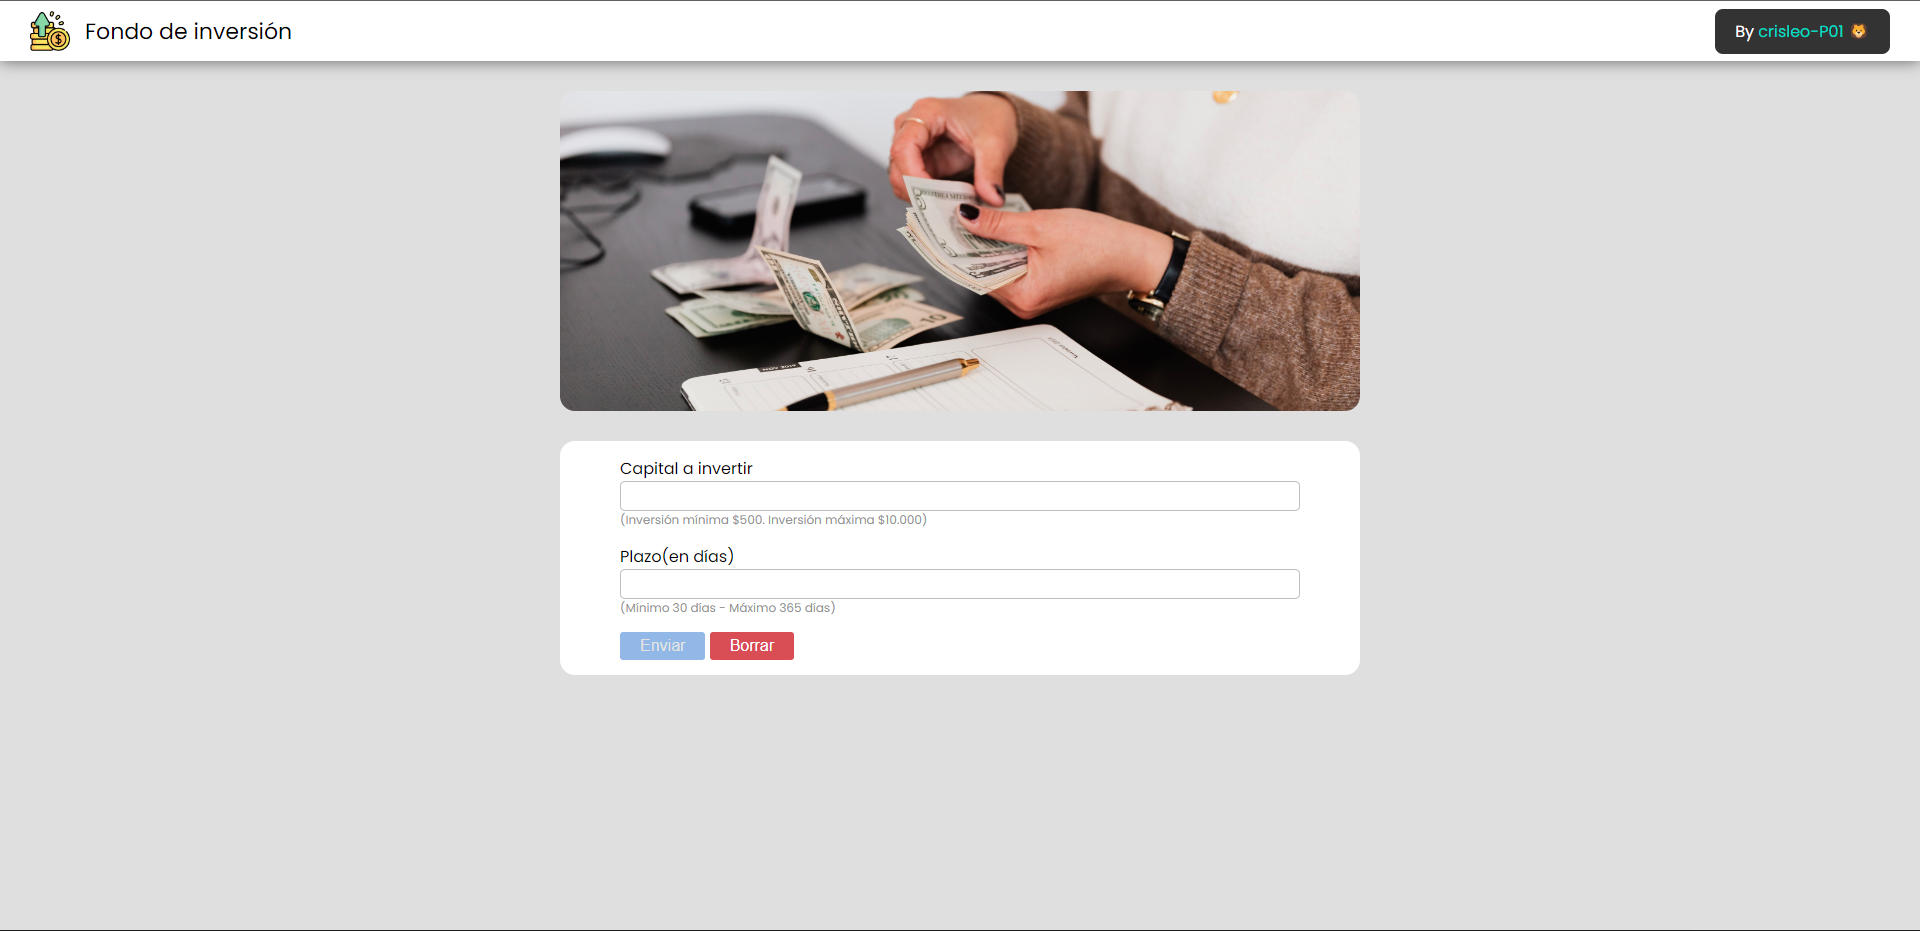 Fondo de inversión
By crisleo-P01
10
Capital a invertir
(Inversión mínima $500. Inversión máxima $10.000)
Plazo(en días)
(Mínimo 30 días - Máximo 365 días)
Enviar
Borrar